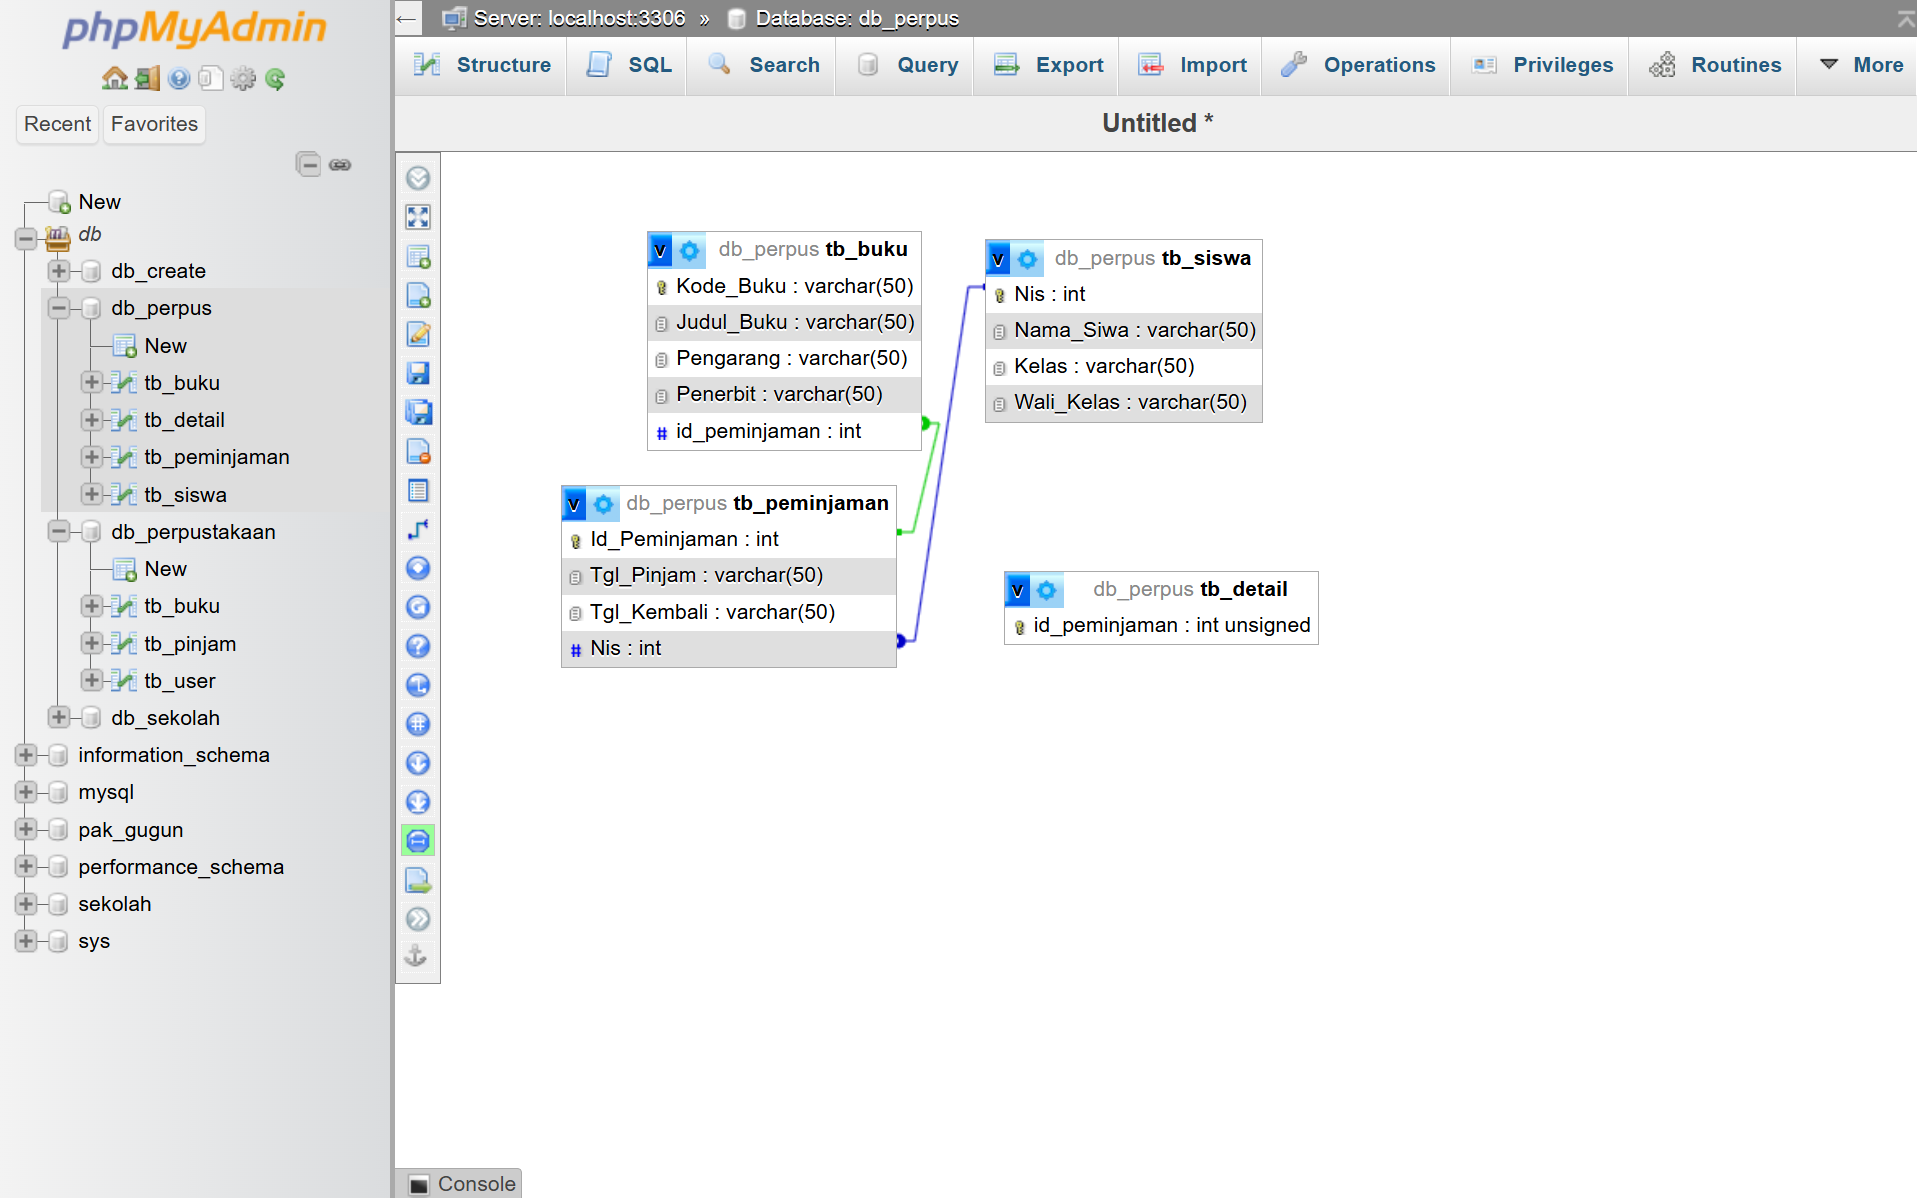 phpMyAdmin
Recent
Favorites
New
db
db_create
db_perpus
New
tb_buku
tb_detail
tb_peminjaman
tb_siswa
db_perpustakaan
New
tb_buku
tb_pinjam
tb_user
db_sekolah
information_schema
mysql
pak_gugun
performance_schema
sekolah
sys
Server: localhost:3306 » Database: db_perpus
Structure
SQL
Search
Query
Export
Import
Operations
Privileges
Routines
More
Untitled *
v db_perpus tb_buku
Kode_Buku : varchar(50)
Judul_Buku : varchar(50)
Pengarang : varchar(50)
Penerbit : varchar(50)
# id_peminjaman : int
v db_perpus tb_siswa
Nis : int
Nama_Siwa : varchar(50)
Kelas : varchar(50)
Wali_Kelas : varchar(50)
v db_perpus tb_peminjaman
Id_Peminjaman : int
Tgl_Pinjam : varchar(50)
Tgl_Kembali : varchar(50)
# Nis : int
v db_perpus tb_detail
id_peminjaman : int unsigned
Console